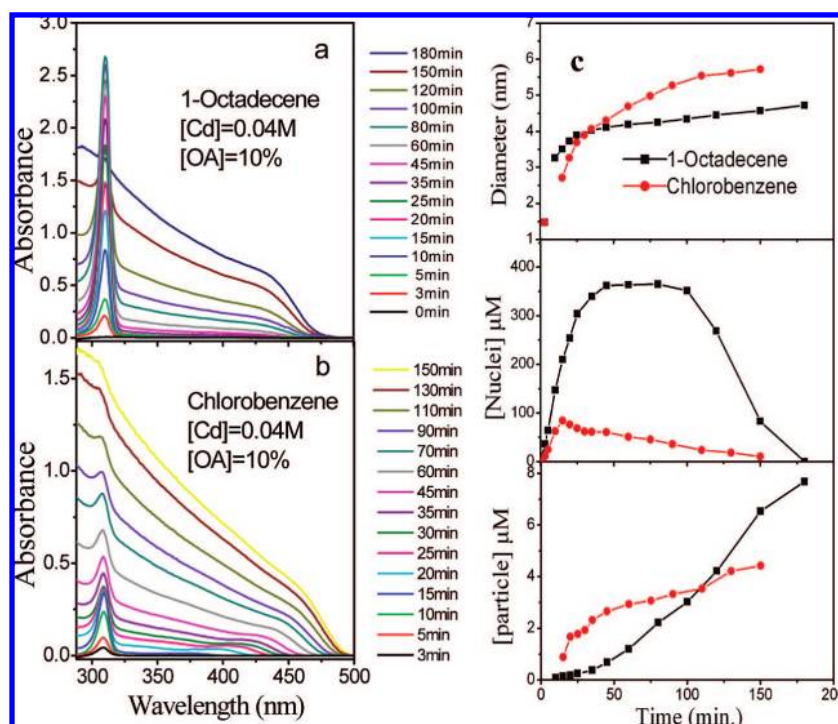 a
1-Octadecene
[Cd]=0.04M
[OA]=10%
Absorbance
3.0
2.5
2.0
1.5
1.0
0.5
0.0
180min
150min
120min
100min
80min
60min
45min
35min
25min
20min
15min
10min
5min
3min
0min
b
Chlorobenzene
[Cd]=0.04M
[OA]=10%
Absorbance
1.5
1.0
0.5
0.0
300 350 400 450 500
Wavelength (nm)
150min
130min
110min
90min
70min
60min
45min
35min
30min
25min
20min
15min
10min
5min
3min
c
Diameter (nm)
6
5
4
3
2
1
1-Octadecene
Chlorobenzene
[Nuclei] µM
400
300
200
100
0
[particle] µM
8
6
4
2
0
0 50 100 150 20
Time (min.)